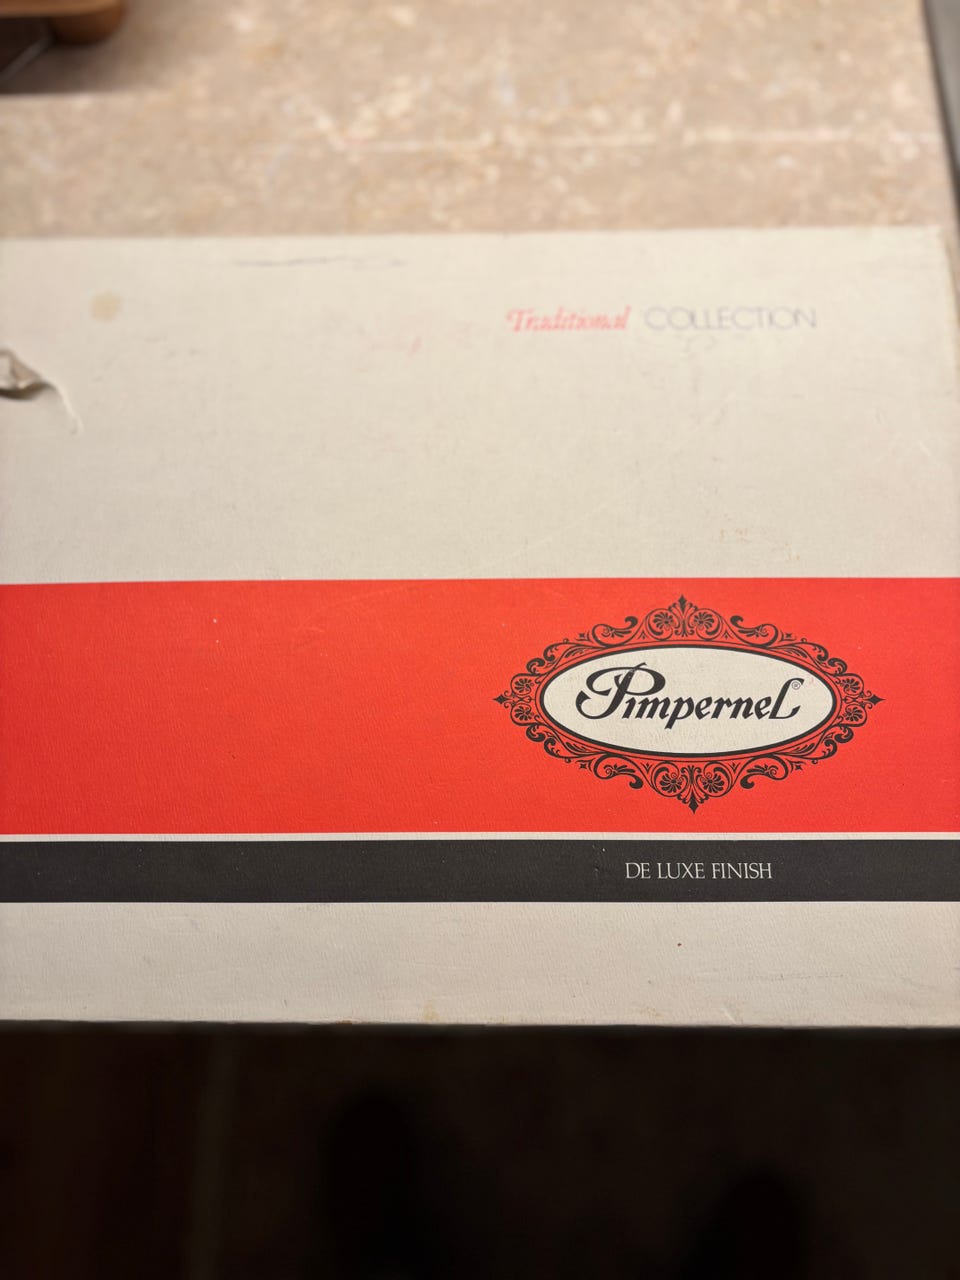 Traditional COLLECTION
Pimpernel®
DE LUXE FINISH